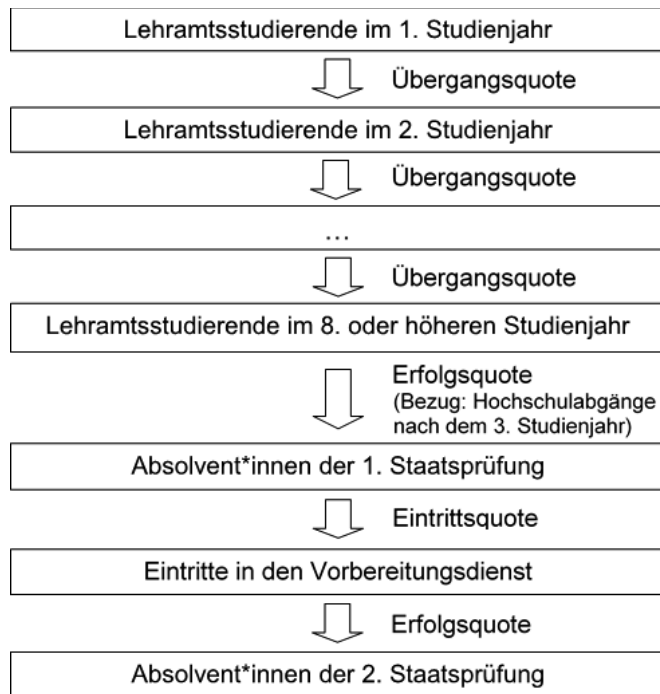 Lehramtsstudierende im 1. Studienjahr
Übergangsquote
Lehramtsstudierende im 2. Studienjahr
Übergangsquote
...
Übergangsquote
Lehramtsstudierende im 8. oder höheren Studienjahr
Erfolgsquote
(Bezug: Hochschulabgänge
nach dem 3. Studienjahr)
Absolvent*innen der 1. Staatsprüfung
Eintrittsquote
Eintritte in den Vorbereitungsdienst
Erfolgsquote
Absolvent*innen der 2. Staatsprüfung